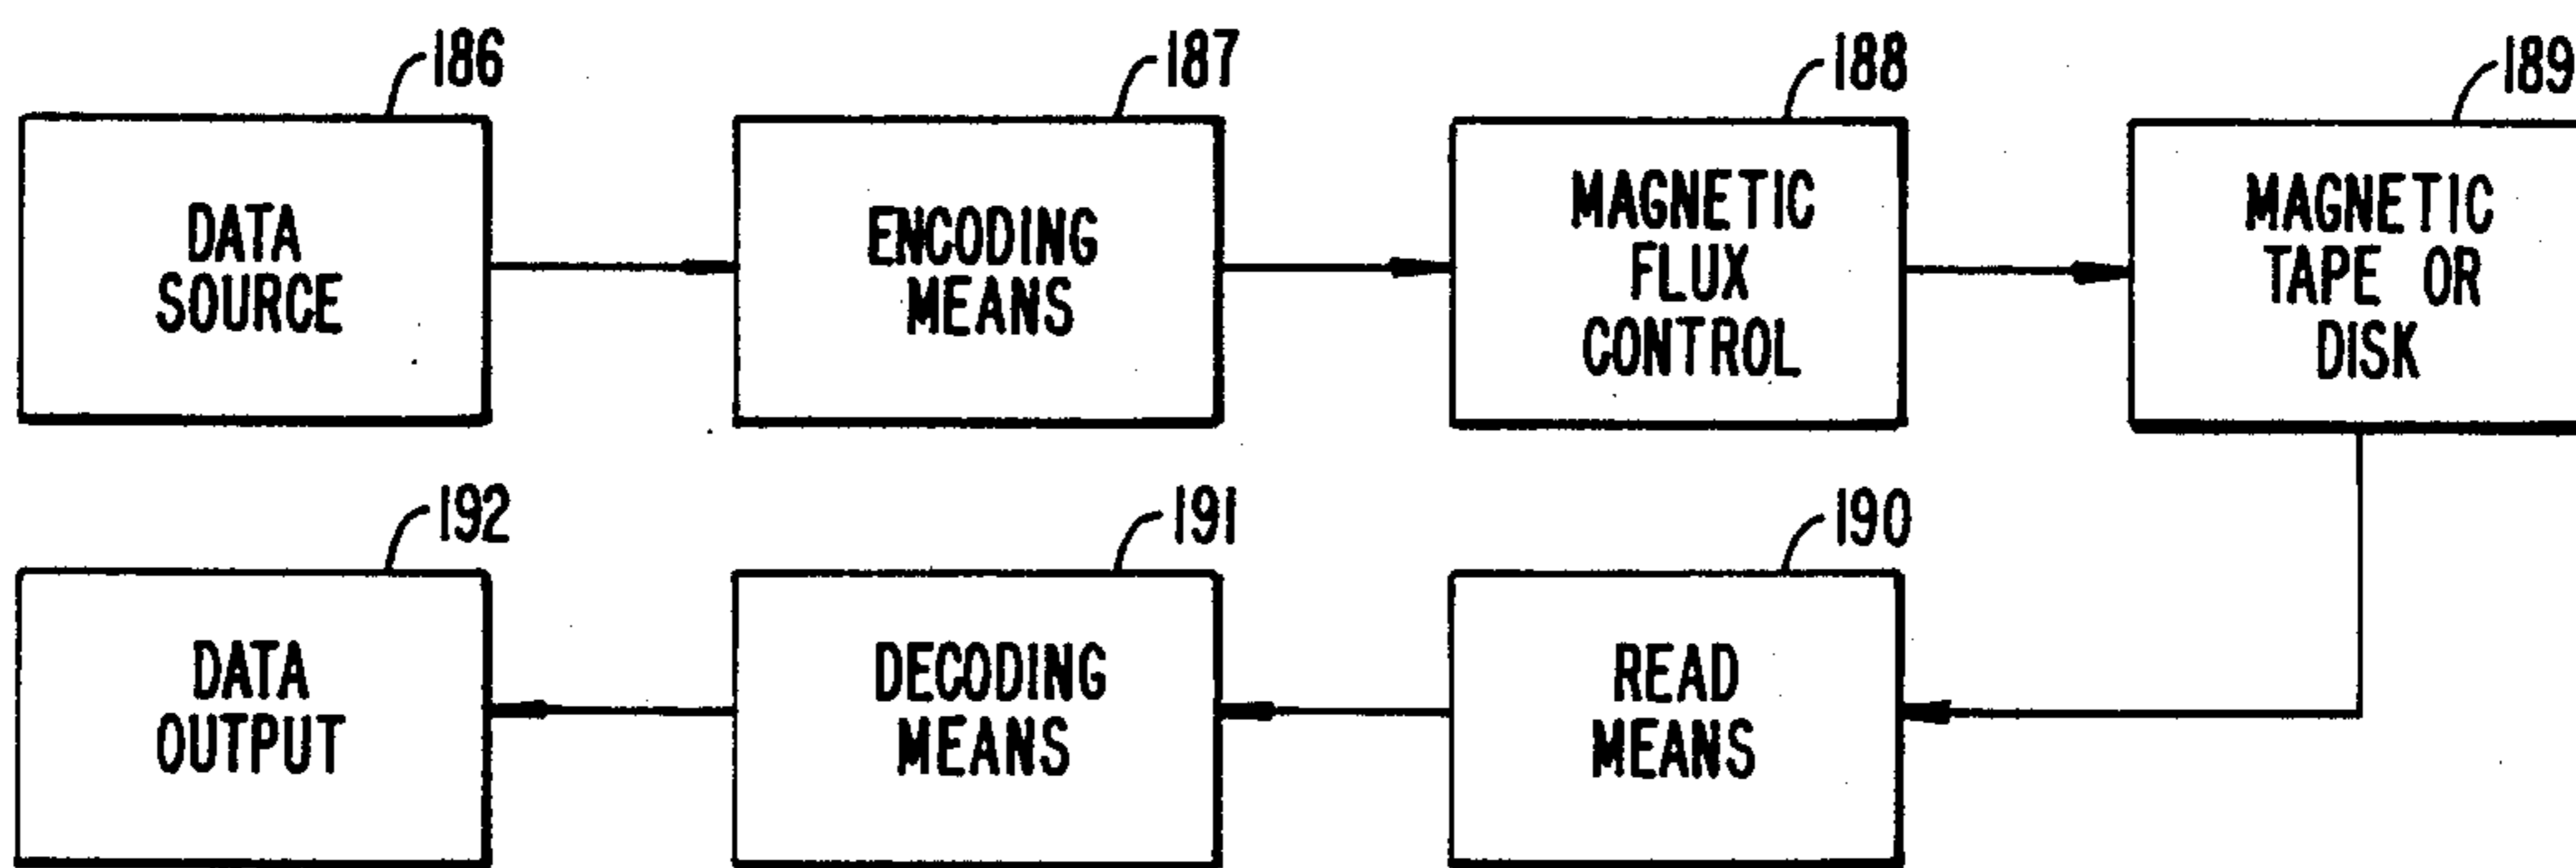 186
DATA
SOURCE
187
ENCODING
MEANS
188
MAGNETIC
FLUX
CONTROL
189
MAGNETIC
TAPE OR
DISK
192
DATA
OUTPUT
191
DECODING
MEANS
190
READ
MEANS